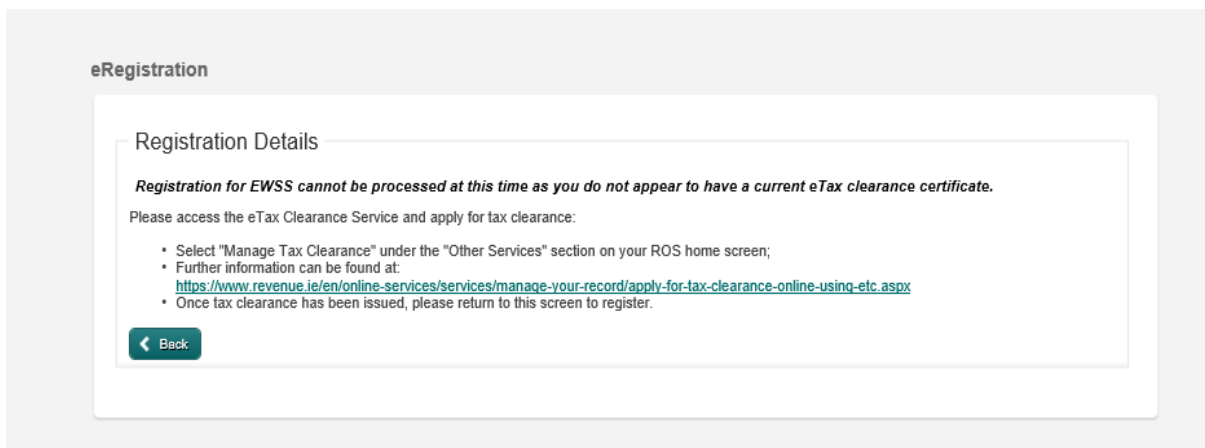 eRegistration
Registration Details
Registration for EWSS cannot be processed at this time as you do not appear to have a current eTax clearance certificate.
Please access the eTax Clearance Service and apply for tax clearance:
• Select "Manage Tax Clearance" under the "Other Services" section on your ROS home screen;
• Further information can be found at:
https://www.revenue.ie/en/online-services/services/manage-your-record/apply-for-tax-clearance-online-using-etc.aspx
• Once tax clearance has been issued, please return to this screen to register.
Back